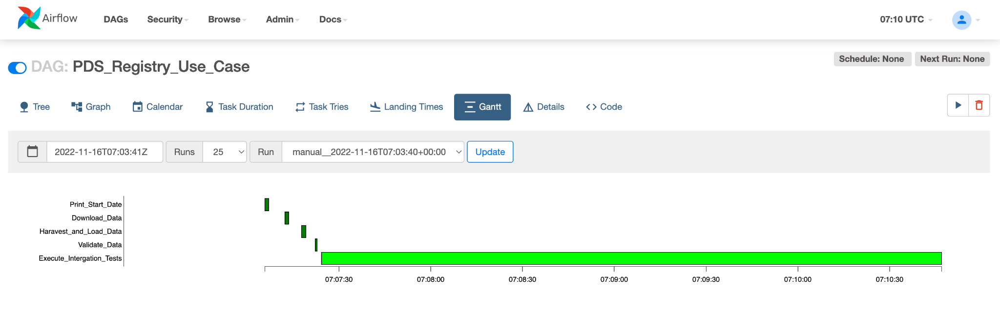 Airflow DAGs Security Browse Admin Docs 07:10 UTC
Schedule: None Next Run: None
DAG: PDS_Registry_Use_Case
Tree Graph Calendar Task Duration Task Tries Landing Times Gantt Details Code
2022-11-16T07:03:41Z Runs 25 Run manual__2022-11-16T07:03:40+00:00 Update
Print_Start_Date
Download_Data
Haravest_and_Load_Data
Validate_Data
Execute_Intergation_Tests
07:07:30 07:08:00 07:08:30 07:09:00 07:09:30 07:10:00 07:10:30